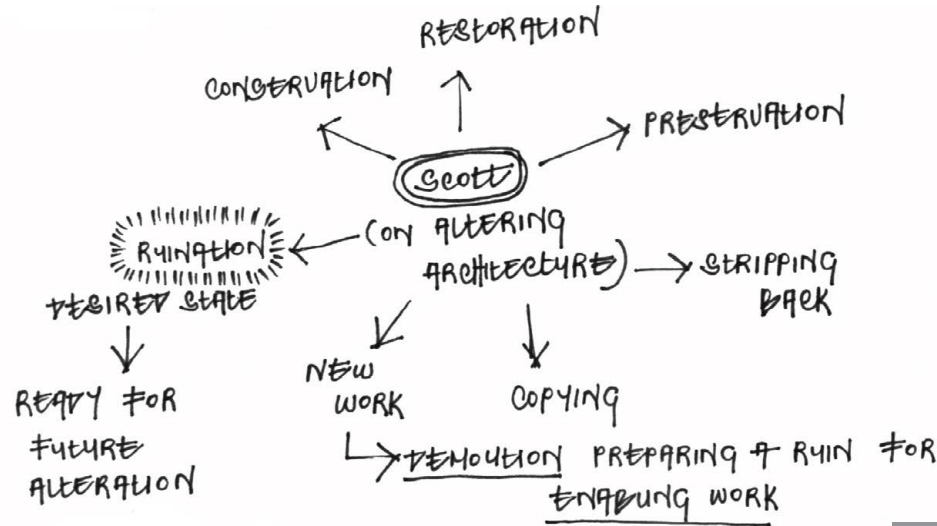 RESTORATION
CONSERVATION
PRESERVATION
SCOTT
(ON ALTERING
ARCHITECTURE)
RUINATION
DESIRED STATE
STRIPPING
BACK
READY FOR
FUTURE
ALTERATION
NEW
WORK
COPYING
DEMOLITION PREPARING A RUIN FOR
ENABLING WORK